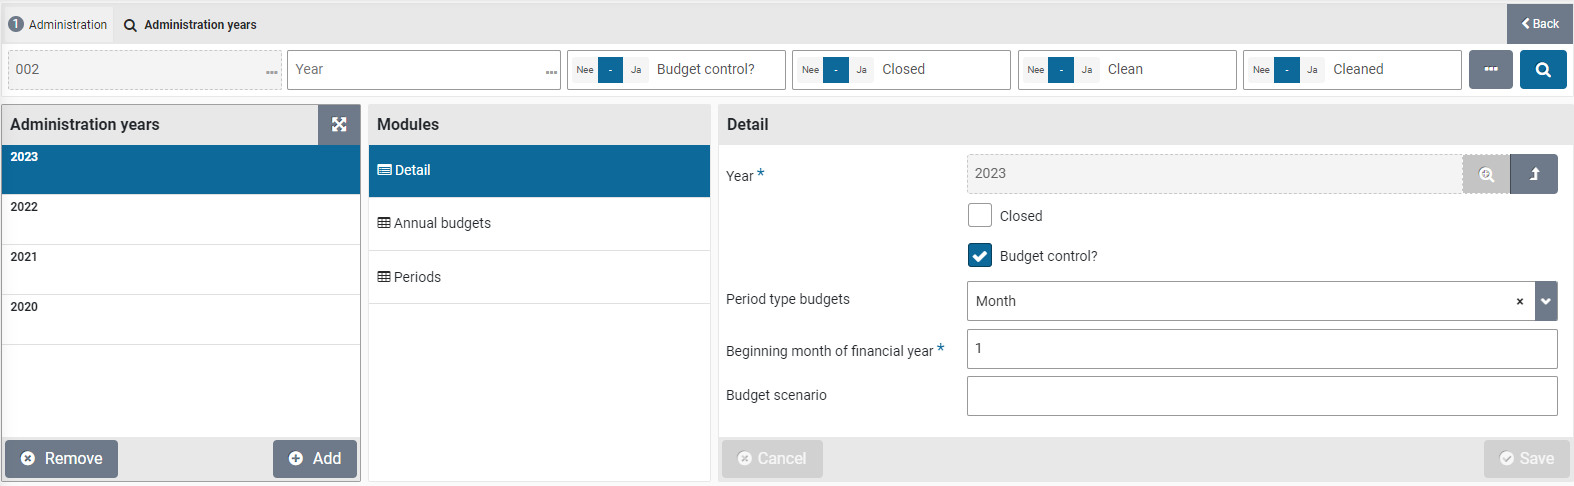 1 Administration Administration years Back
002 ... Year ... Nee - Ja Budget control? Nee - Ja Closed Nee - Ja Clean Nee - Ja Cleaned ...
Administration years
2023
2022
2021
2020
Remove Add
Modules
Detail
Annual budgets
Periods
Detail
Year * 2023
Closed
Budget control?
Period type budgets Month ×
Beginning month of financial year * 1
Budget scenario
Cancel Save